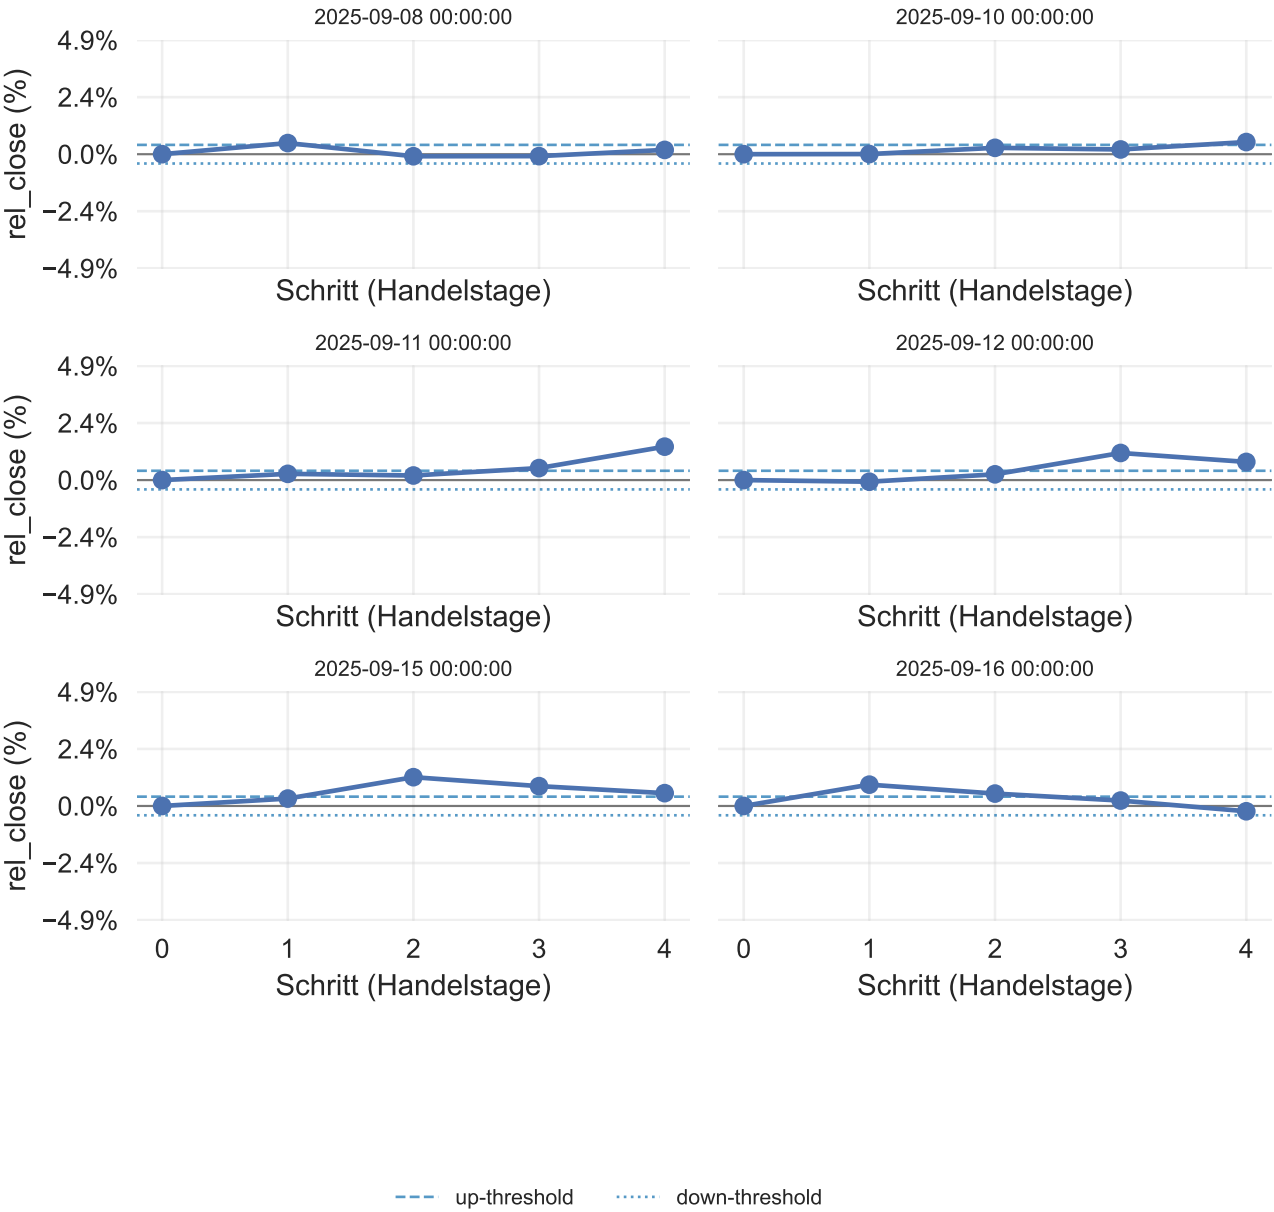 2025-09-08 00:00:00
2025-09-10 00:00:00
4.9%
2.4%
0.0%
−2.4%
−4.9%
rel_close (%)
Schritt (Handelstage)
Schritt (Handelstage)
2025-09-11 00:00:00
2025-09-12 00:00:00
4.9%
2.4%
0.0%
−2.4%
−4.9%
rel_close (%)
Schritt (Handelstage)
Schritt (Handelstage)
2025-09-15 00:00:00
2025-09-16 00:00:00
4.9%
2.4%
0.0%
−2.4%
−4.9%
rel_close (%)
0 1 2 3 4
0 1 2 3 4
Schritt (Handelstage)
Schritt (Handelstage)
up-threshold
down-threshold